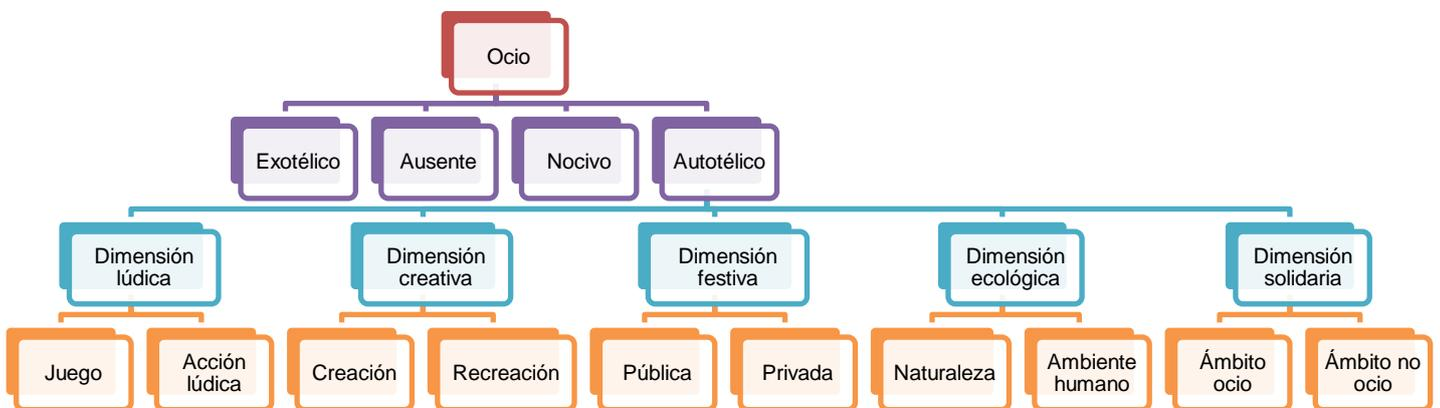 Ocio
Exotélico
Ausente
Nocivo
Autotélico
Dimensión
lúdica
Dimensión
creativa
Dimensión
festiva
Dimensión
ecológica
Dimensión
solidaria
Juego
Acción
lúdica
Creación
Recreación
Pública
Privada
Naturaleza
Ambiente
humano
Ámbito
ocio
Ámbito no
ocio